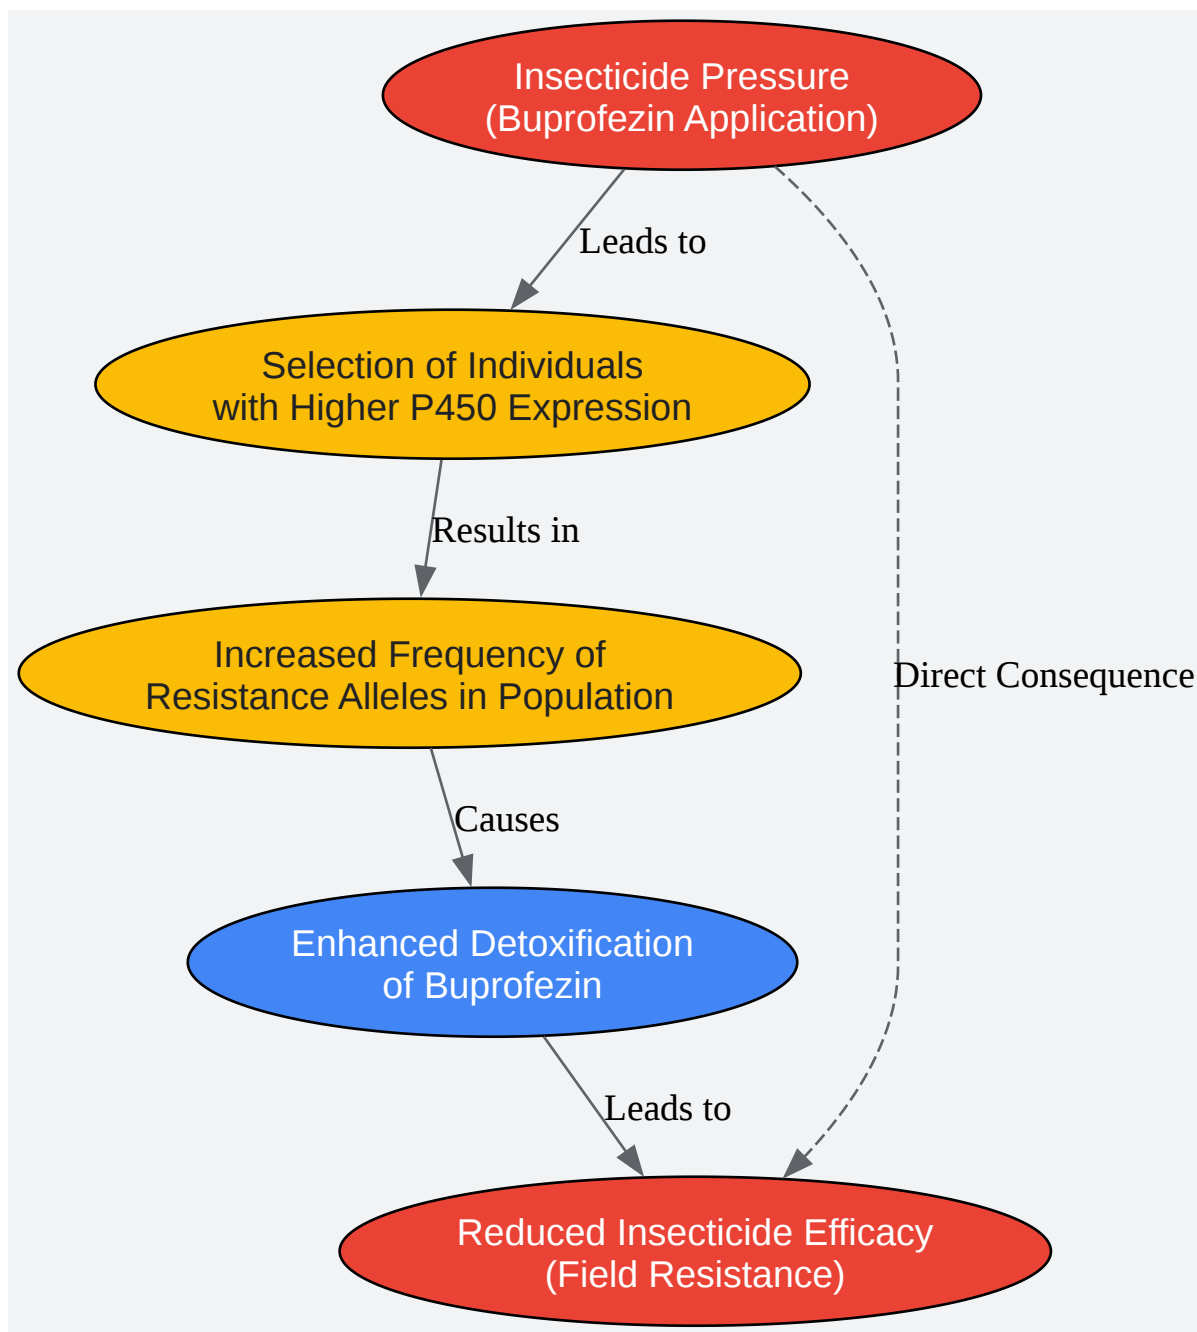 Insecticide Pressure
(Buprofezin Application)
Leads to
Selection of Individuals
with Higher P450 Expression
Results in
Increased Frequency of
Resistance Alleles in Population
Direct Consequence
Causes
Enhanced Detoxification
of Buprofezin
Leads to
Reduced Insecticide Efficacy
(Field Resistance)